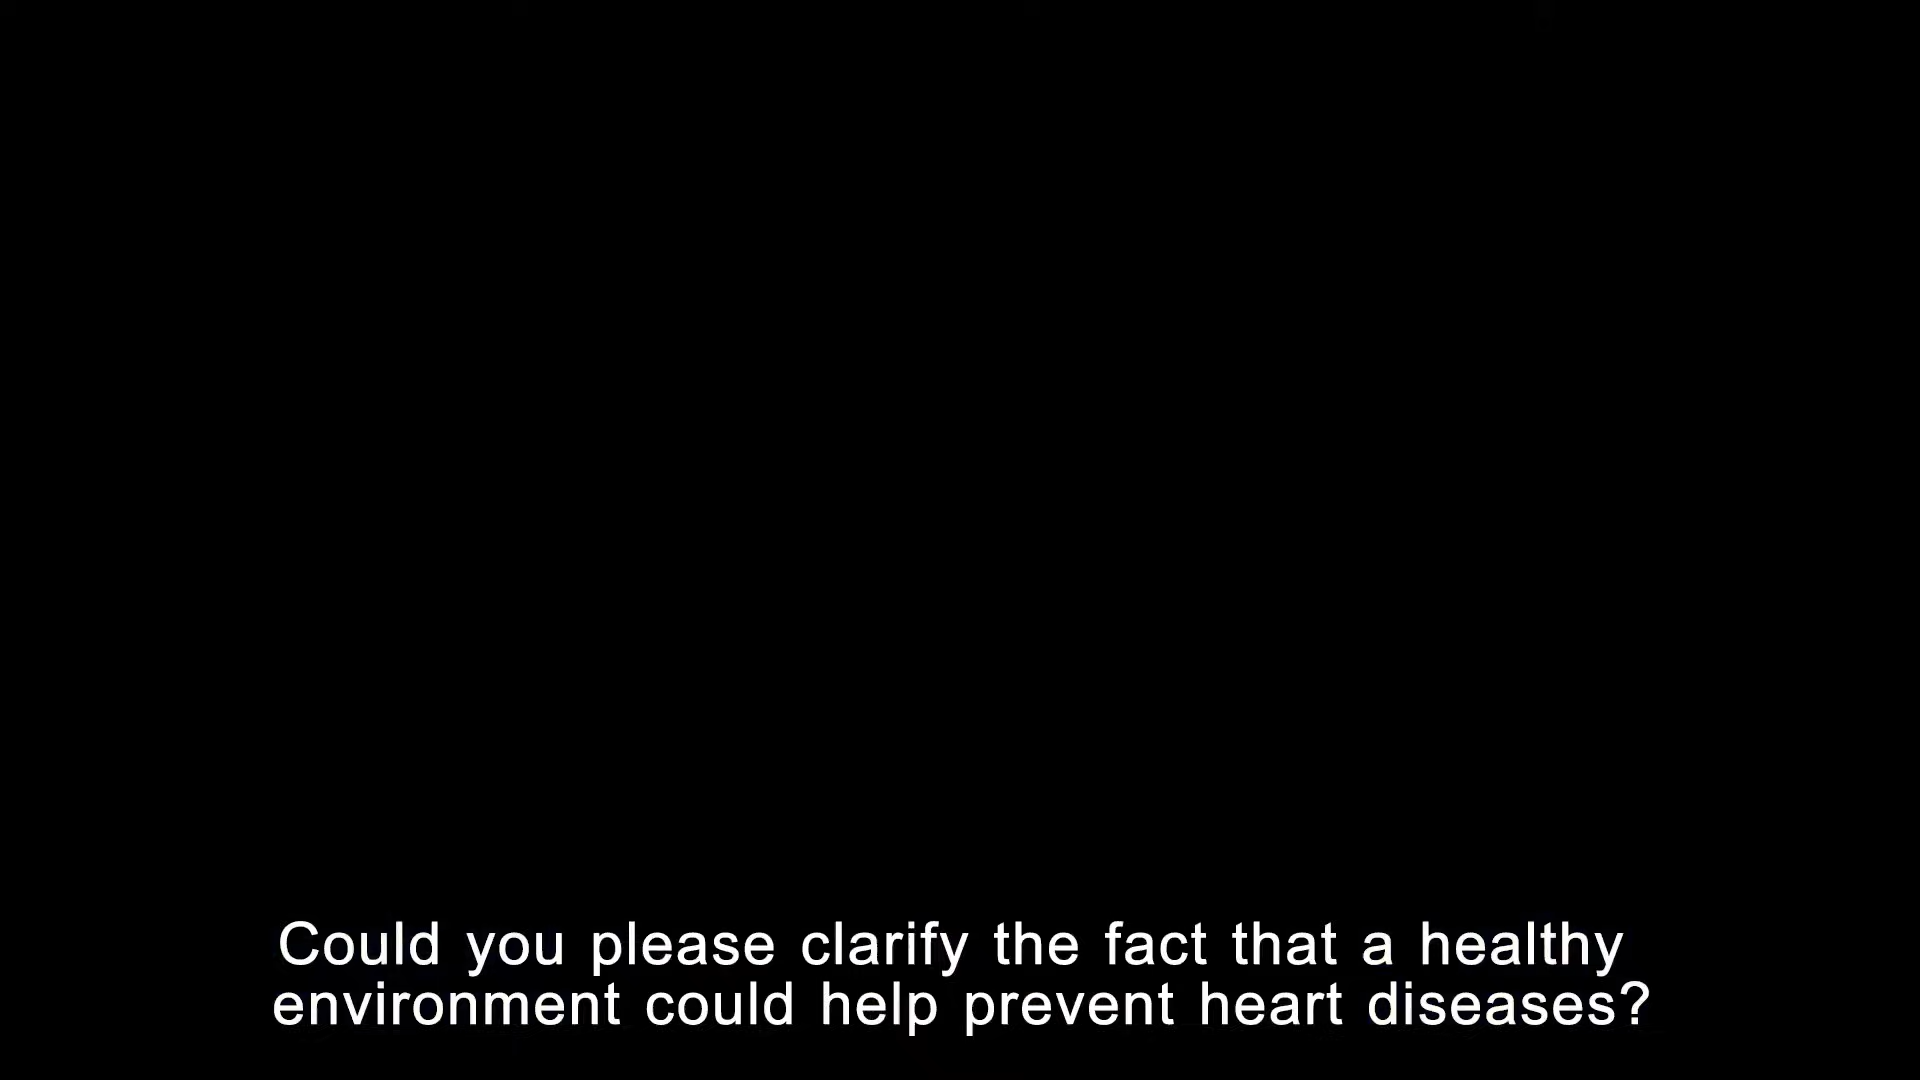 Could you please clarify the fact that a healthy
environment could help prevent heart diseases?